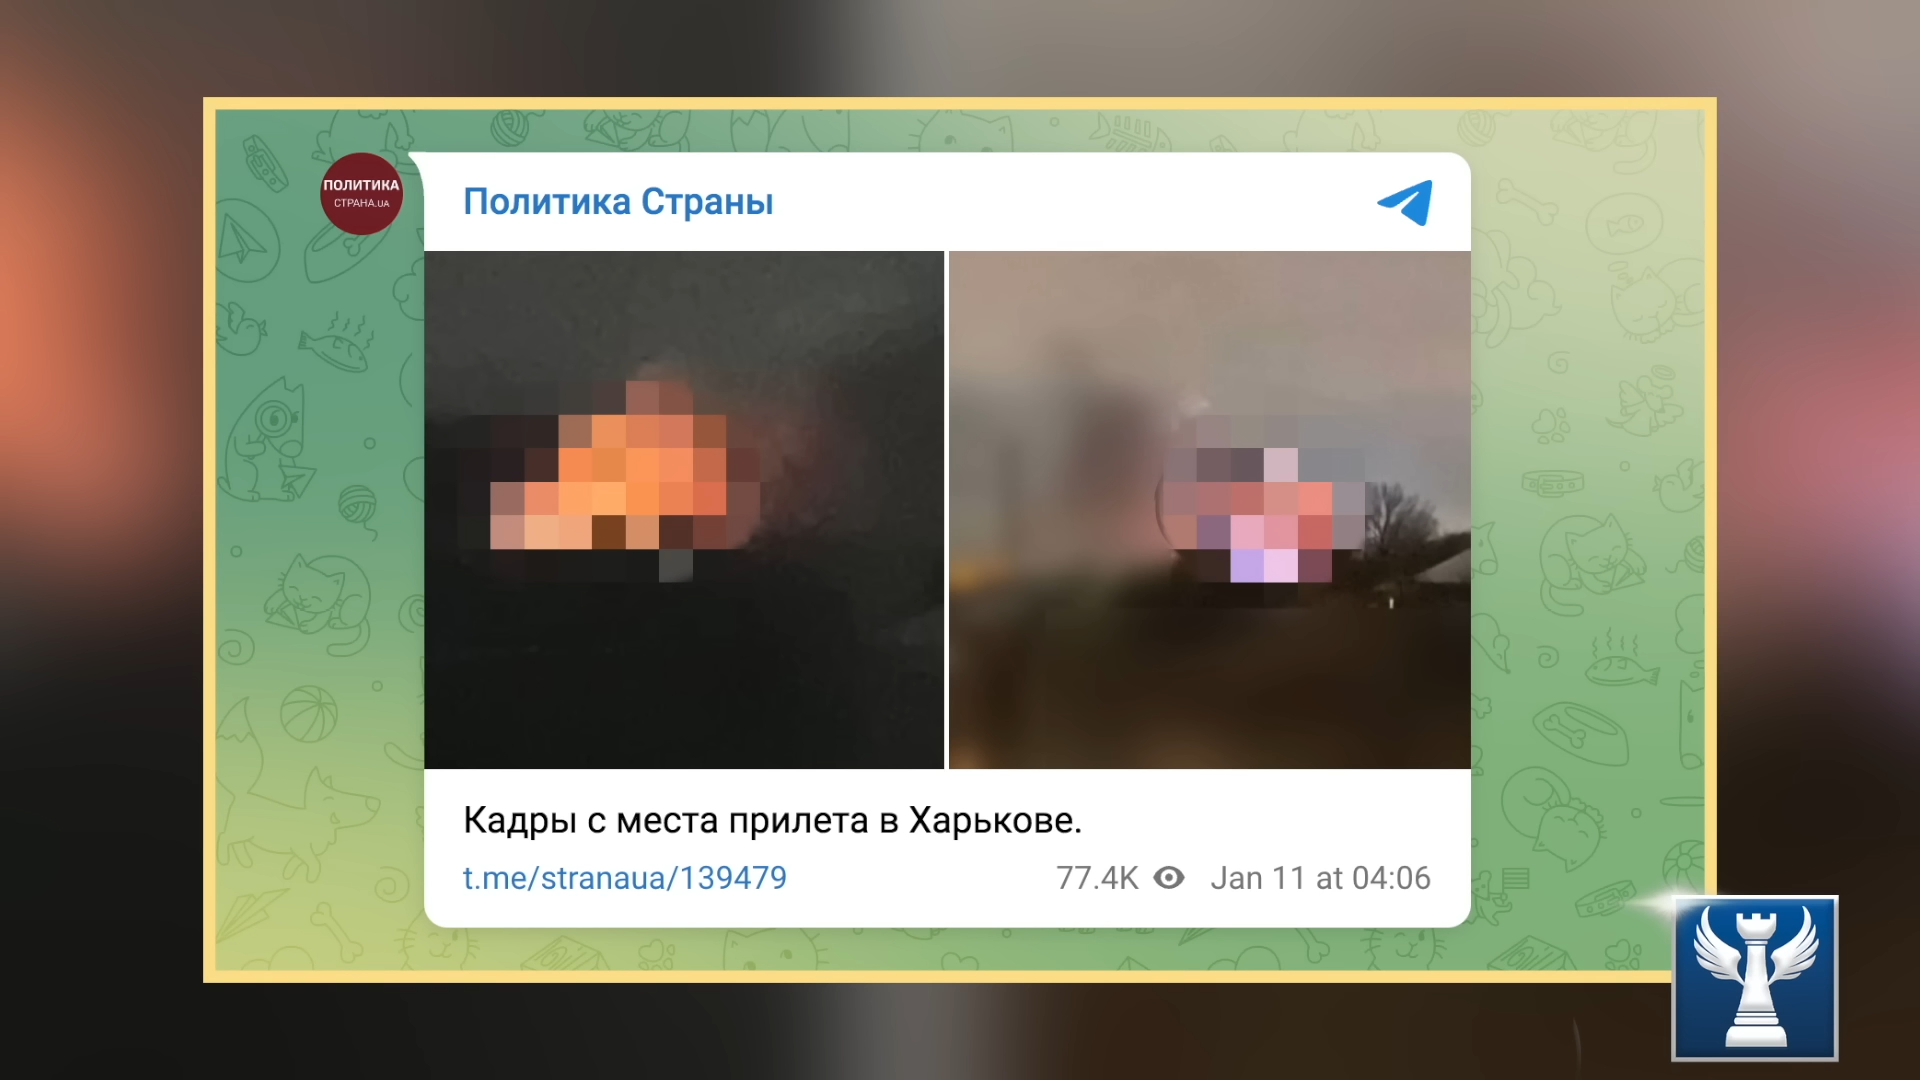 ПОЛИТИКА
СТРАНА.UA
Политика Страны
Кадры с места прилета в Харькове.
t.me/stranaua/139479
77.4K Jan 11 at 04:06